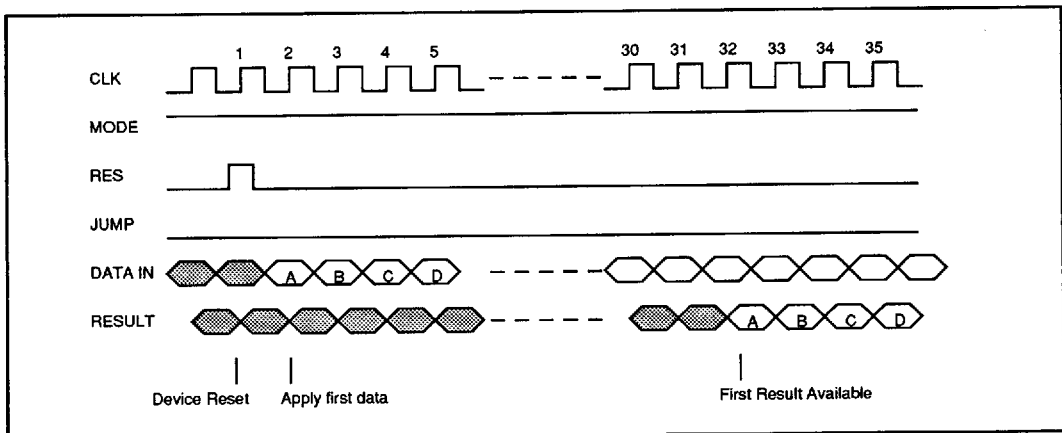 1 2 3 4 5 30 31 32 33 34 35
CLK
MODE
RES
JUMP
DATA IN A B C D
RESULT A B C D
Device Reset Apply first data First Result Available